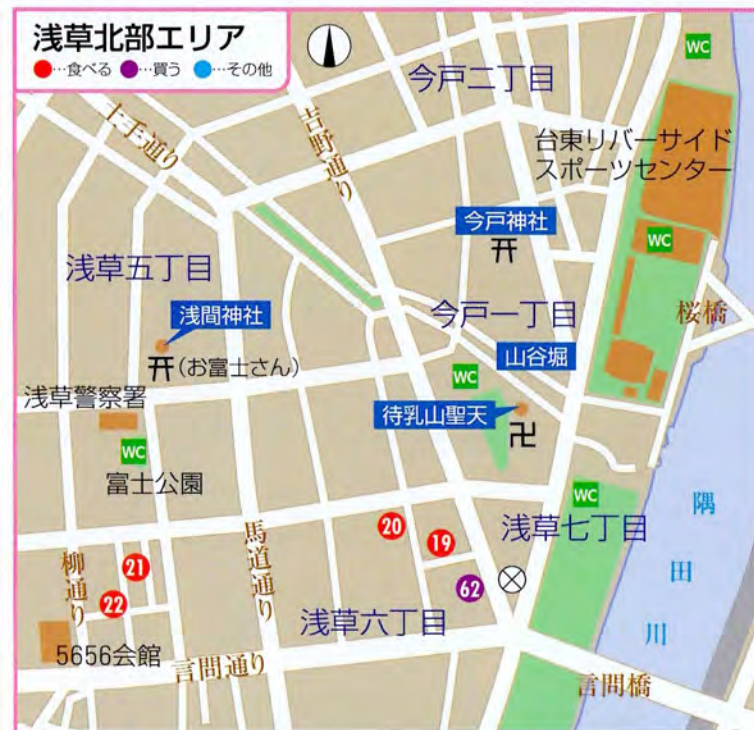 浅草北部エリア
●…食べる ●…買う ●…その他
WC
今戸二丁目
土手通り
吉野通り
台東リバーサイド
スポーツセンター
今戸神社
WC
浅草五丁目
浅間神社
今戸一丁目
桜橋
山谷堀
(お富士さん)
WC
浅草警察署
待乳山聖天
WC
富士公園
WC
隅田川
浅草七丁目
20
19
馬道通り
柳通り
21
22
62
浅草六丁目
5656会館
言問通り
言問橋